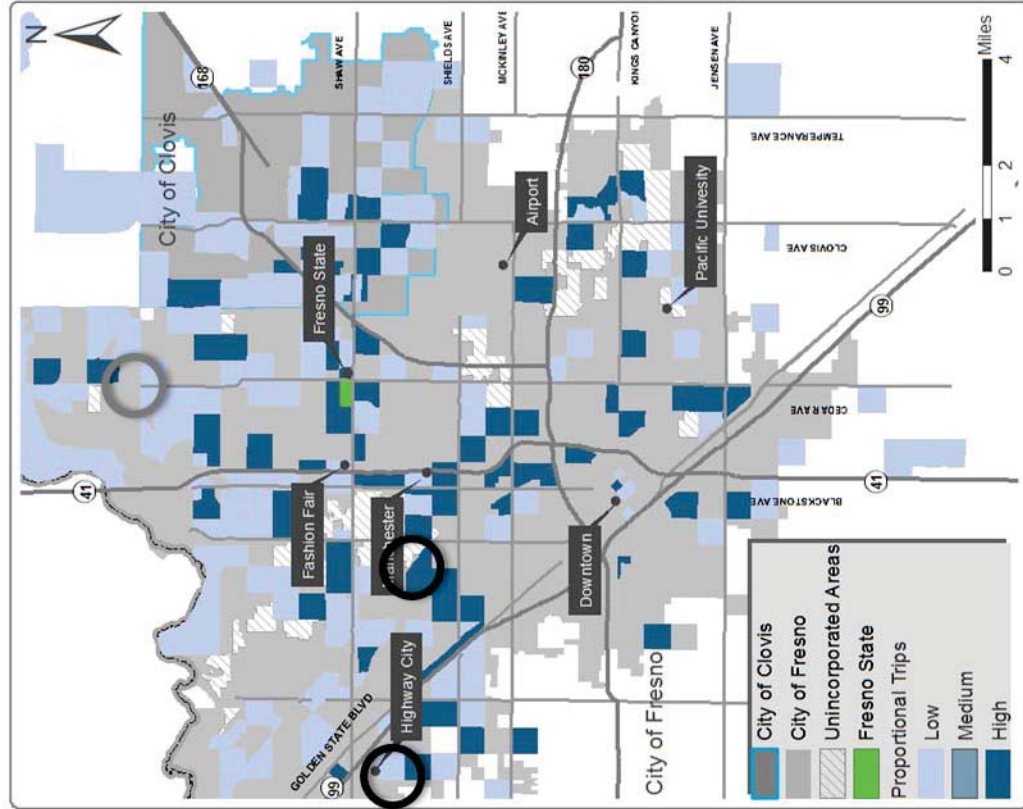 N
City of Clovis
168
SHAW AVE
SHIELDS AVE
MCKINLEY AVE
180
KINGS CANYON
JENSEN AVE
TEMPERANCE AVE
CLOVIS AVE
CEDAR AVE
BLACKSTONE AVE
Fresno State
Airport
Pacific Univesity
41
Fashion Fair
Downtown
Highway City
GOLDEN STATE BLVD
99
99
41
City of Fresno
0
1
2
4
Miles
City of Clovis
City of Fresno
Unincorporated Areas
Fresno State
Proportional Trips
Low
Medium
High